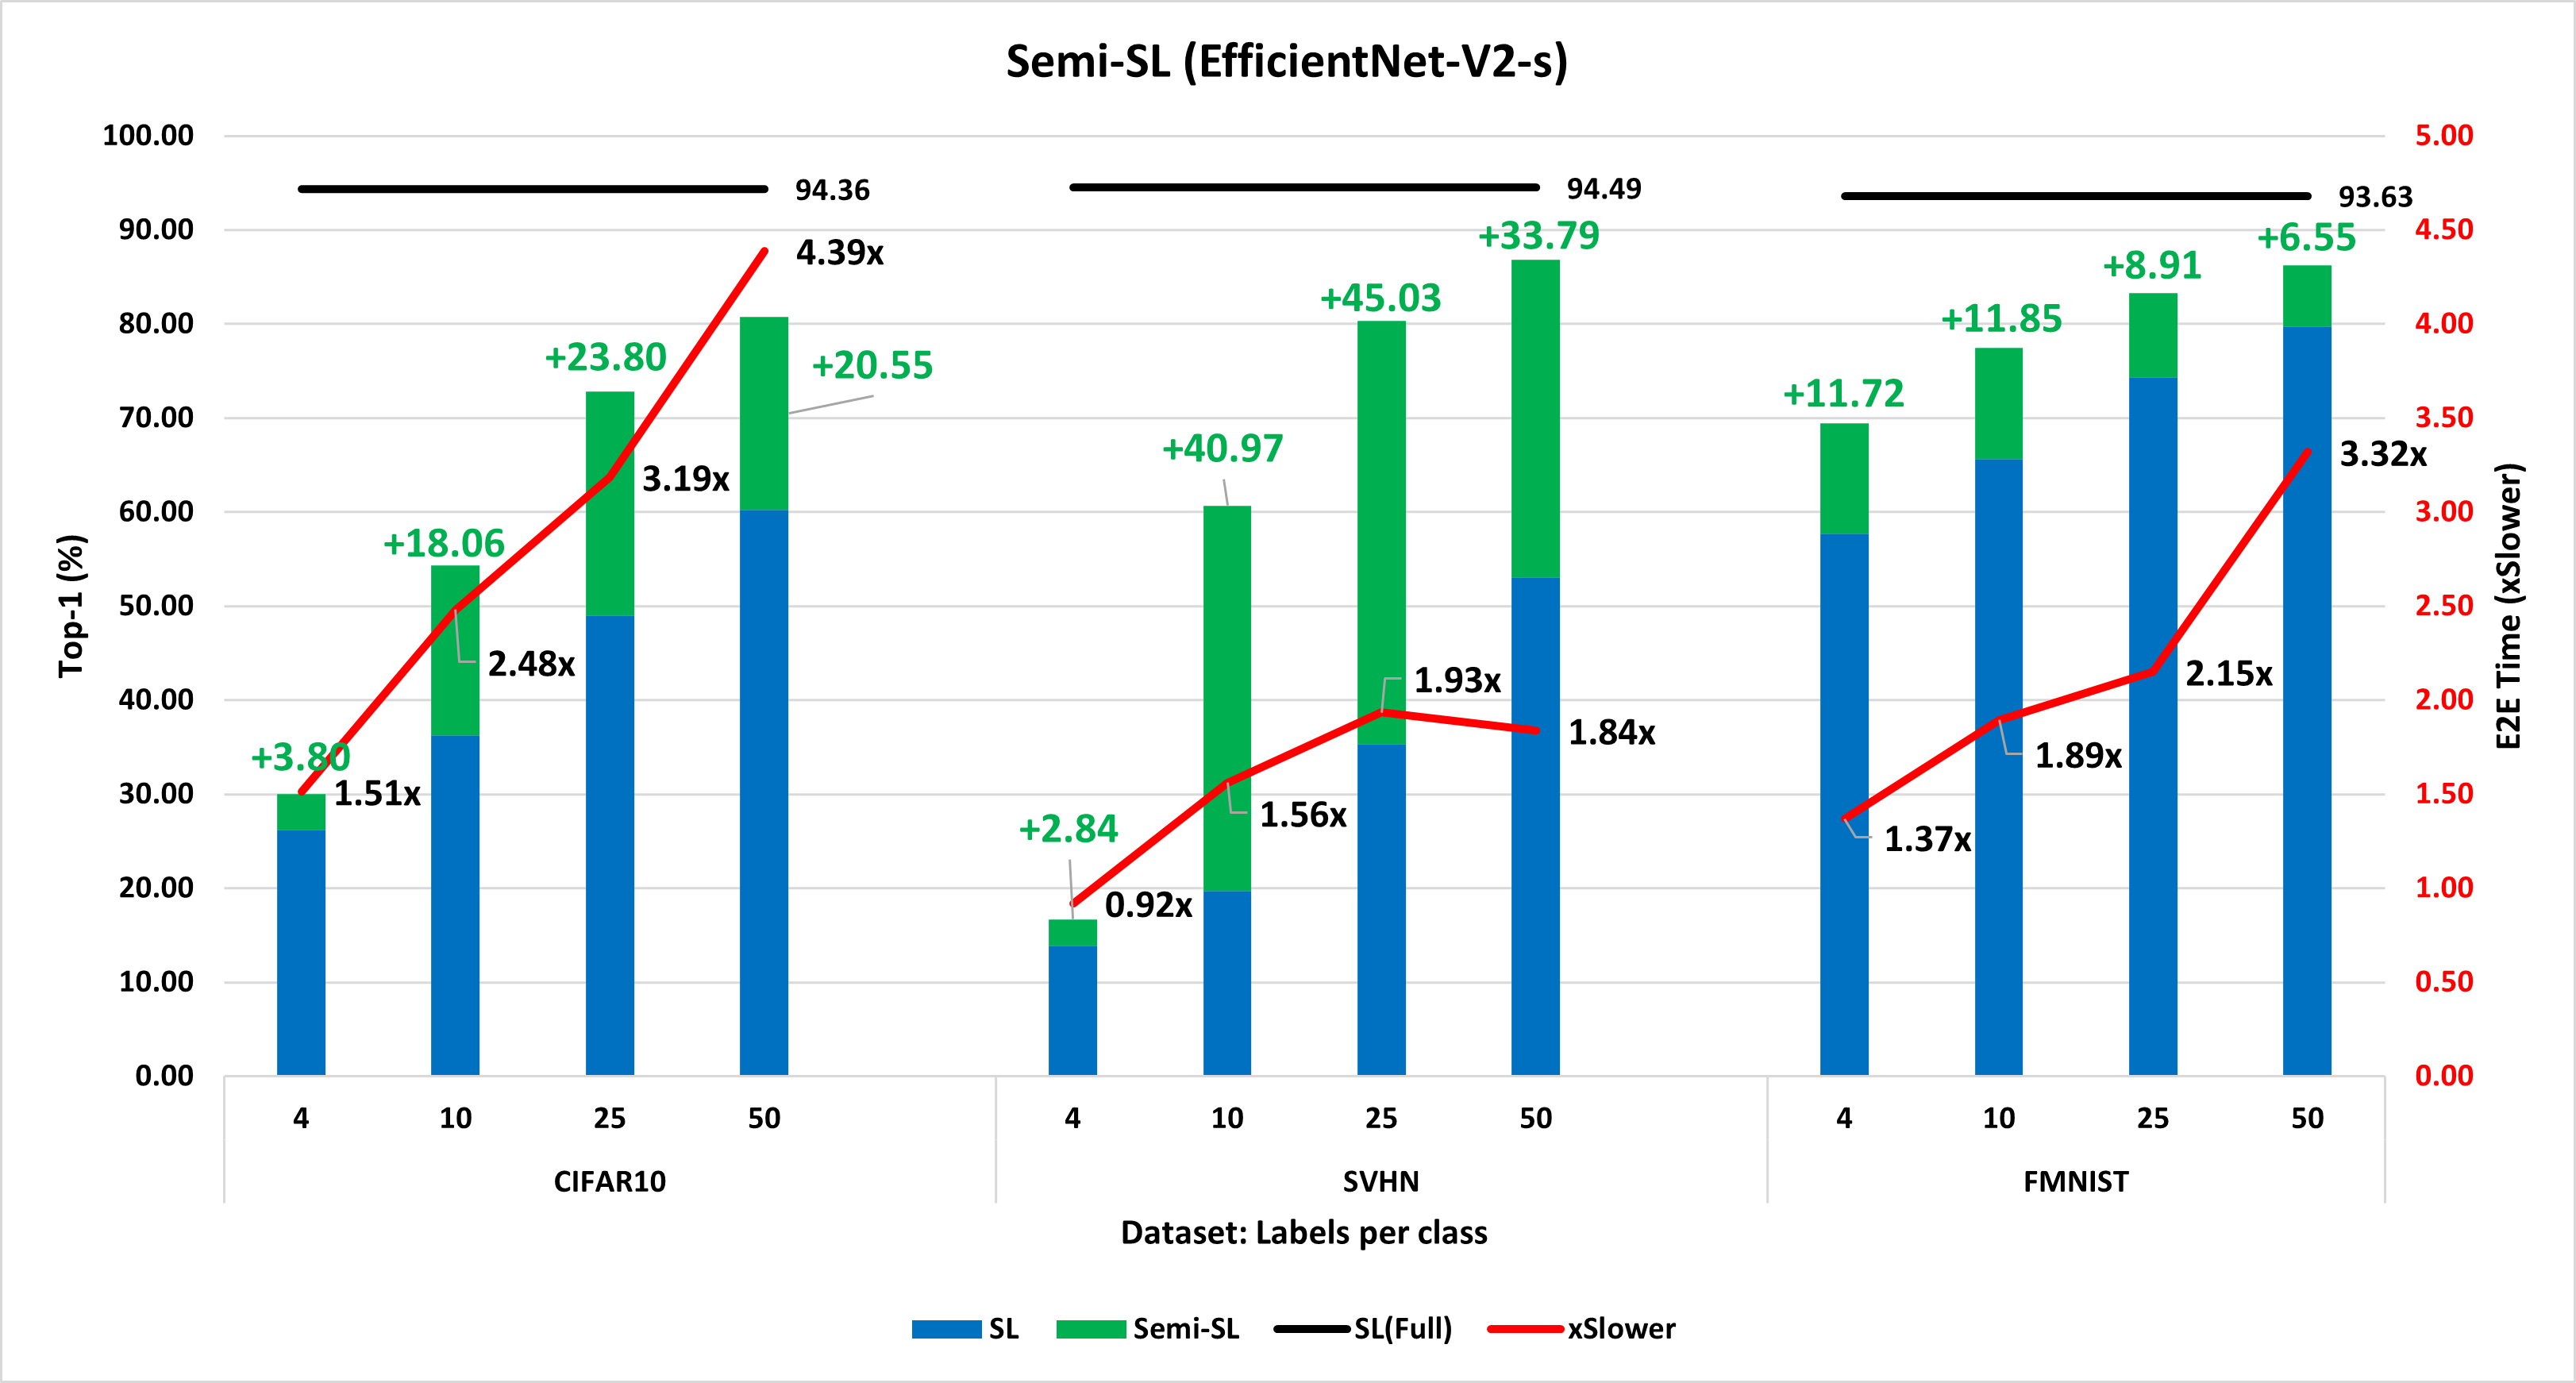 Semi-SL (EfficientNet-V2-s)
100.00
90.00
80.00
70.00
60.00
50.00
40.00
30.00
20.00
10.00
0.00
Top-1 (%)
5.00
4.50
4.00
3.50
3.00
2.50
2.00
1.50
1.00
0.50
0.00
E2E Time (xSlower)
94.36
94.49
93.63
+3.80
+18.06
+23.80
+20.55
+2.84
+40.97
+45.03
+33.79
+11.72
+11.85
+8.91
+6.55
1.51x
2.48x
3.19x
4.39x
0.92x
1.56x
1.93x
1.84x
1.37x
1.89x
2.15x
3.32x
4 10 25 50 4 10 25 50 4 10 25 50
CIFAR10 SVHN FMNIST
Dataset: Labels per class
SL Semi-SL SL(Full) xSlower